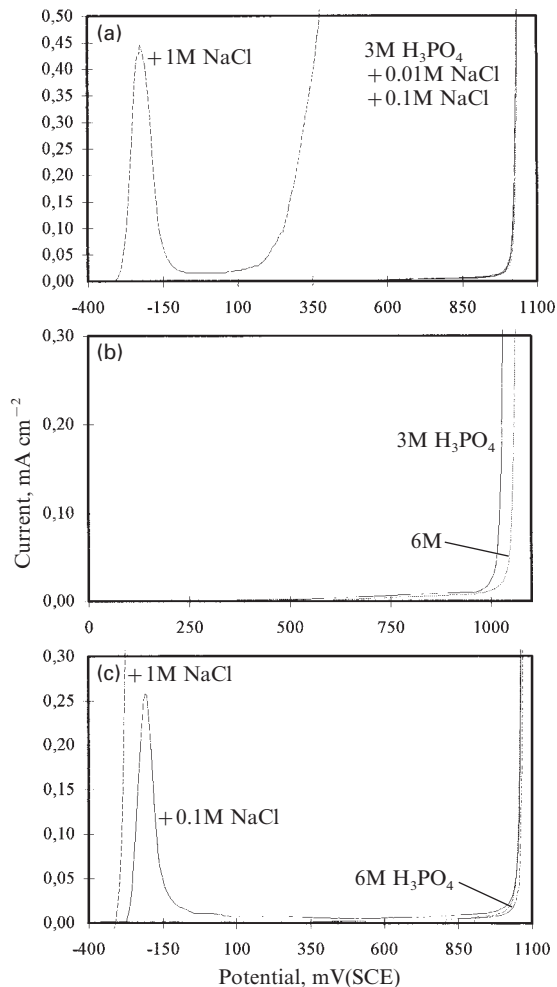 (a)
0,50
0,45
0,40
0,35
0,30
0,25
0,20
0,15
0,10
0,05
0,00
+1M NaCl
3M H₃PO₄
+0.01M NaCl
+0.1M NaCl
-400 -150 100 350 600 850 1100
(b)
0,30
0,20
0,10
0,00
3M H₃PO₄
6M
0 250 500 750 1000
Current, mA cm⁻²
(c)
0,30
0,25
0,20
0,15
0,10
0,05
0,00
+1M NaCl
+0.1M NaCl
6M H₃PO₄
-400 -150 100 350 600 850 1100
Potential, mV(SCE)